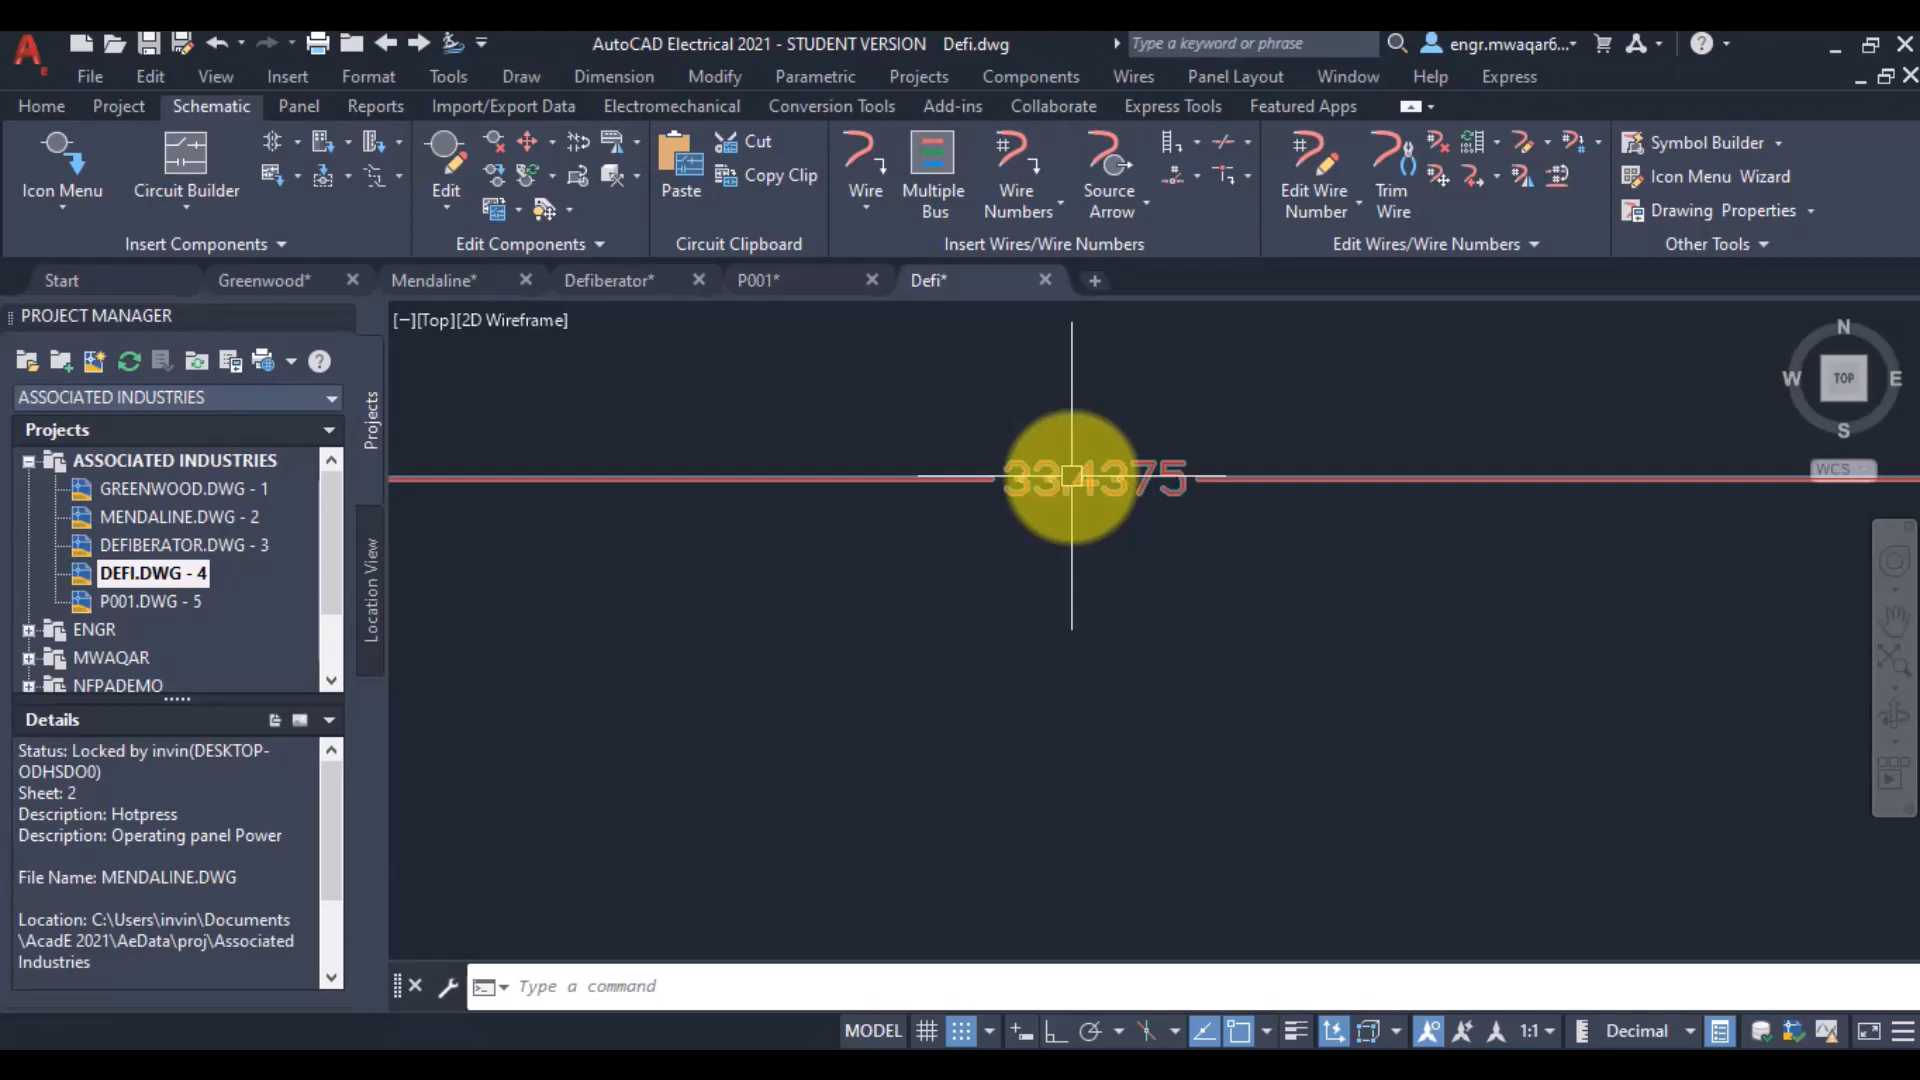 AutoCAD Electrical 2021 - STUDENT VERSION Defi.dwg
Type a keyword or phrase
engr.mwaqar6...
File Edit View Insert Format Tools Draw Dimension Modify Parametric Projects Components Wires Panel Layout Window Help Express
Home Project Schematic Panel Reports Import/Export Data Electromechanical Conversion Tools Add-ins Collaborate Express Tools Featured Apps
Icon Menu
Circuit Builder
Insert Components
Edit
Edit Components
Paste
Cut
Copy Clip
Circuit Clipboard
Wire
Multiple
Bus
Wire
Numbers
Source
Arrow
Insert Wires/Wire Numbers
Edit Wire
Number
Trim
Wire
Edit Wires/Wire Numbers
Symbol Builder
Icon Menu Wizard
Drawing Properties
Other Tools
Start Greenwood* Mendaline* Defiberator* P001* Defi*
PROJECT MANAGER
ASSOCIATED INDUSTRIES
Projects
ASSOCIATED INDUSTRIES
GREENWOOD.DWG - 1
MENDALINE.DWG - 2
DEFIBERATOR.DWG - 3
DEFI.DWG - 4
P001.DWG - 5
ENGR
MWAQAR
NFPADEMO
Projects
Location View
Details
Status: Locked by invin(DESKTOP-
ODHSDO0)
Sheet: 2
Description: Hotpress
Description: Operating panel Power
File Name: MENDALINE.DWG
Location: C:\Users\invin\Documents
\AcadE 2021\AeData\proj\Associated
Industries
[−][Top][2D Wireframe]
33.4375
N
W TOP E
S
WCS
Type a command
MODEL
1:1
Decimal